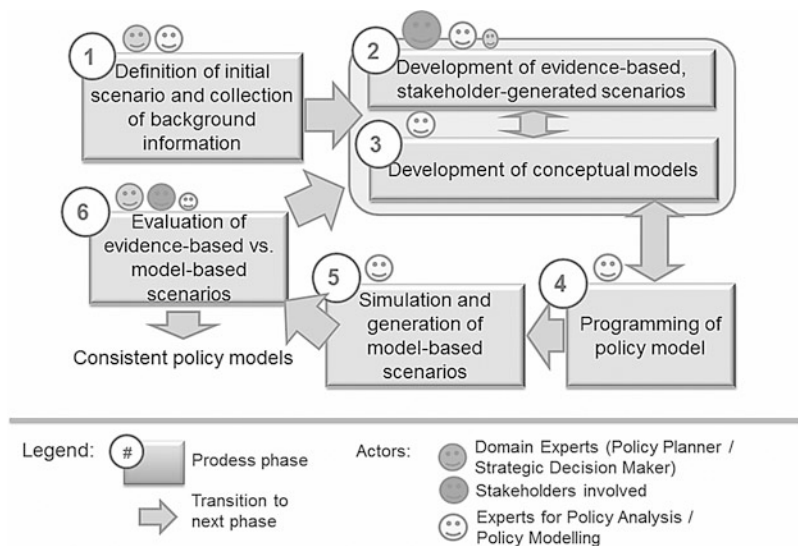 1
Definition of initial
scenario and collection
of background
information
2
Development of evidence-based,
stakeholder-generated scenarios
3
Development of conceptual models
6
Evaluation of
evidence-based vs.
model-based
scenarios
5
Simulation and
generation of
model-based
scenarios
4
Programming of
policy model
Consistent policy models
Legend:
#
Prodess phase
Transition to
next phase
Actors:
Domain Experts (Policy Planner /
Strategic Decision Maker)
Stakeholders involved
Experts for Policy Analysis /
Policy Modelling